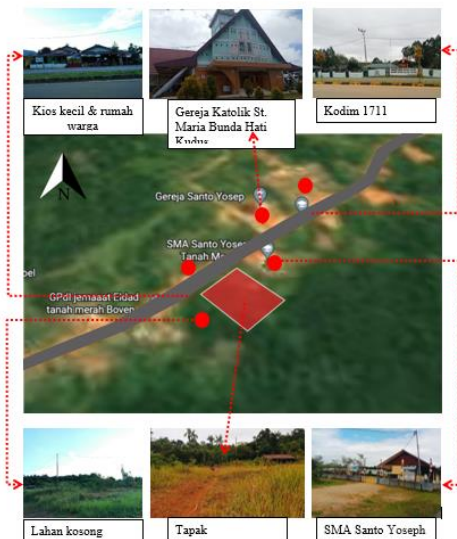 Kios kecil & rumah
warga
Gereja Katolik St.
Maria Bunda Hati
Kudus
Kodim 1711
N
Gereja Santo Yosep
SMA Santo Yosep
Tanah Me
GPdI jemaaat Eldad
tanah merah Boven
Lahan kosong
Tapak
SMA Santo Yoseph